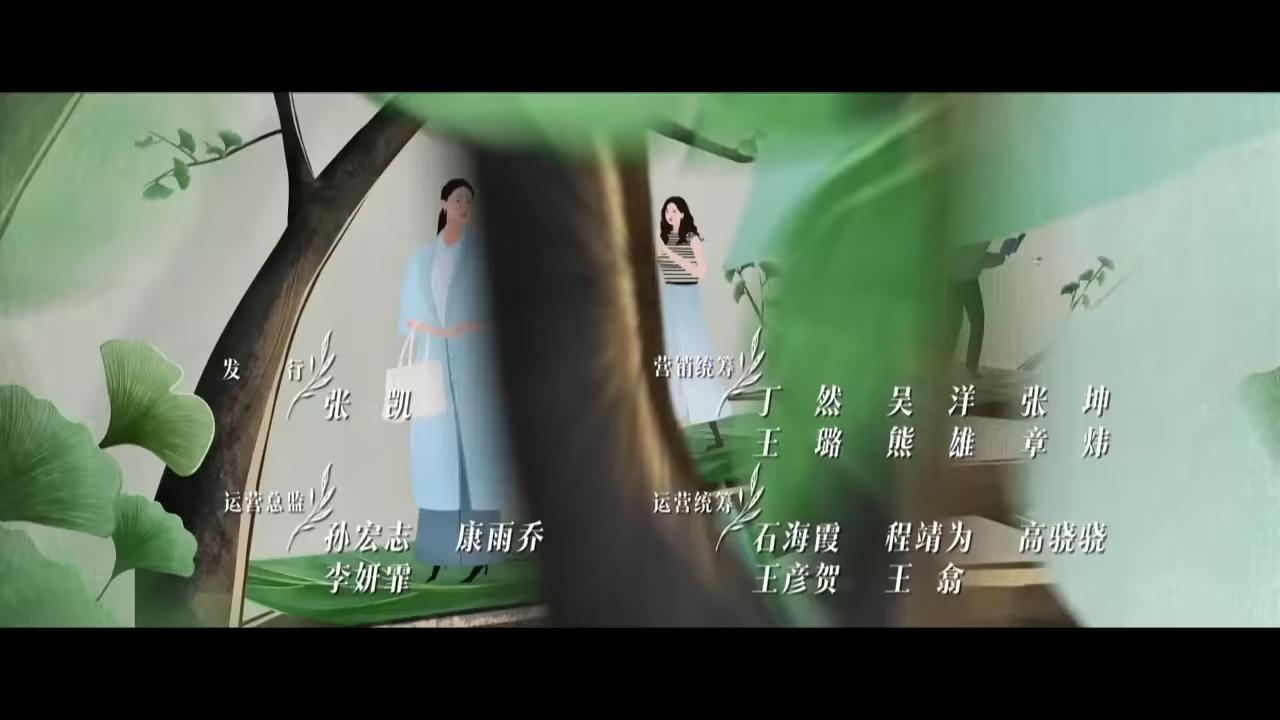 发 行
张 凯
营销统筹
丁 然 吴 洋 张 坤
王 璐 熊 雄 章 炜
运营总监
孙宏志 康雨乔
李妍霏
运营统筹
石海霞 程靖为 高骁骁
王彦贺 王 翕